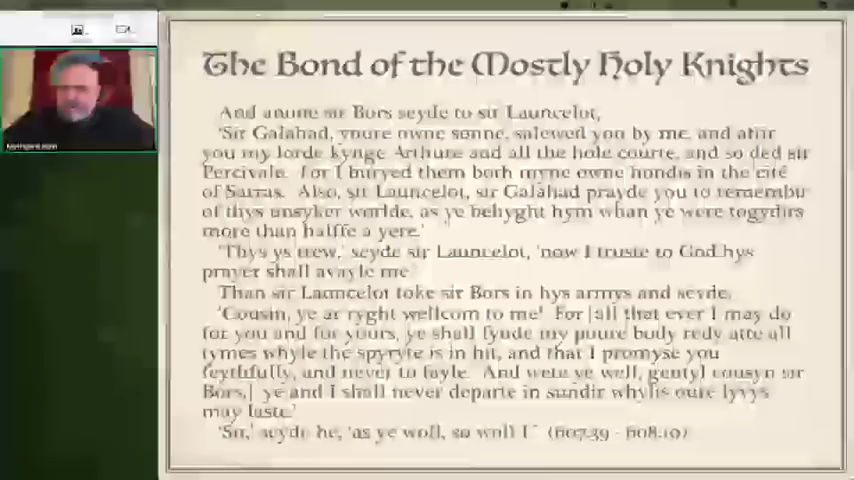 The Bond of the Mostly Holy Knights
And anone sir Bors seyde to sir Launcelot,
'Sir Galahad, youre owne sonne, salewed you by me, and aftir
you my lorde kynge Arthure and all the hole courte, and so ded sir
Percivale. For I buryed them both myne owne hondis in the cité
of Sarras. Also, sir Launcelot, sir Galahad prayde you to remembir
of thys unsyker worlde, as ye behyght hym whan ye were togydirs
more than halffe a yere.'
'Thys ys trew,' seyde sir Launcelot, 'now I truste to God hys
prayer shall avayle me'
Than sir Launcelot toke sir Bors in hys armys and seyde,
'Cousin, ye ar ryght wellcom to me! For |all that ever I may do
for you and for yours, ye shall fynde my poure body redy atte all
tymes whyle the spyryte is in hit, and that I promyse you
feythfully, and never to fayle. And wete ye well, gentyl cousyn sir
Bors,| ye and I shall never departe in sundir whylis oure lyvys
may laste.'
'Sir,' seyde he, 'as ye woll, so woll I' (607.39 - 608.10)